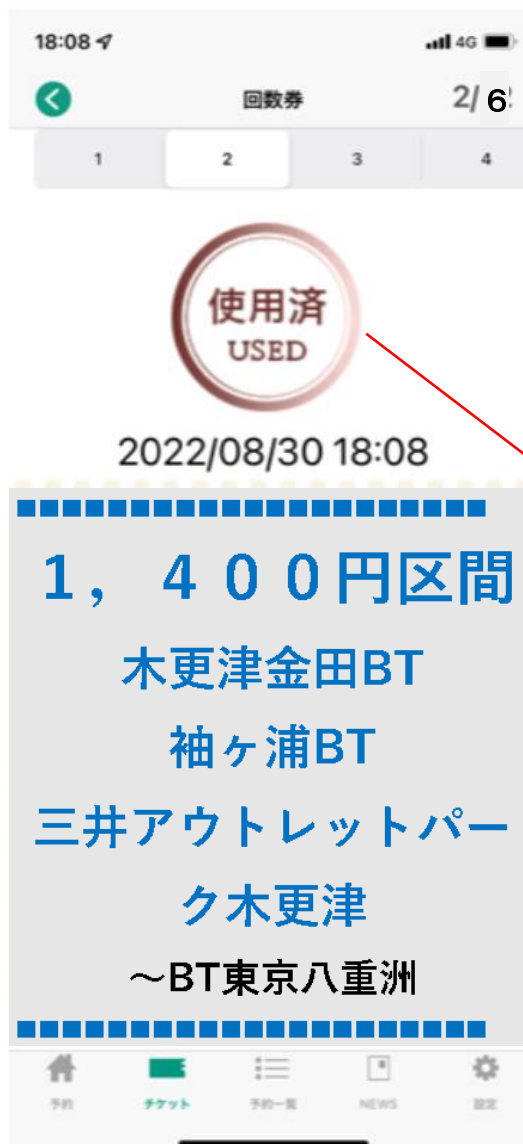 18:08 4G
回数券 2/ 6
1 2 3 4
使用済
USED
2022/08/30 18:08
1,４００円区間
木更津金田BT
袖ヶ浦BT
三井アウトレットパー
ク木更津
～BT東京八重洲
予約 チケット 予約一覧 NEWS 設定